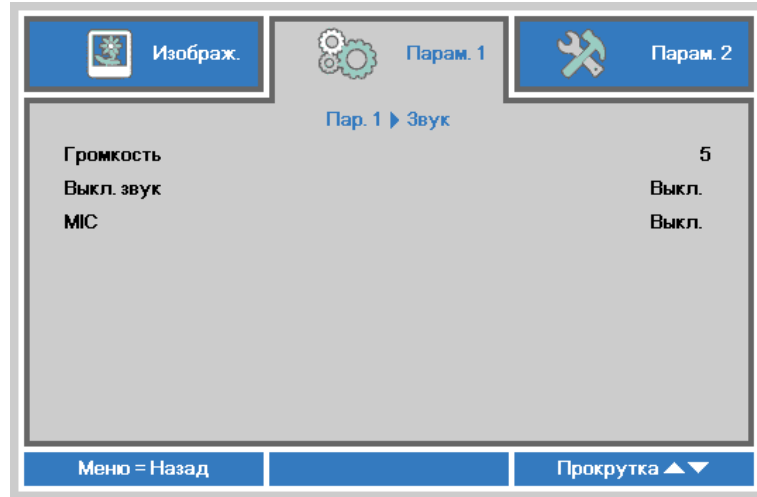 Изображ. Парам. 1 Парам. 2
Пар. 1 ▶ Звук
Громкость 5
Выкл. звук Выкл.
MIC Выкл.
Меню = Назад Прокрутка ▲▼